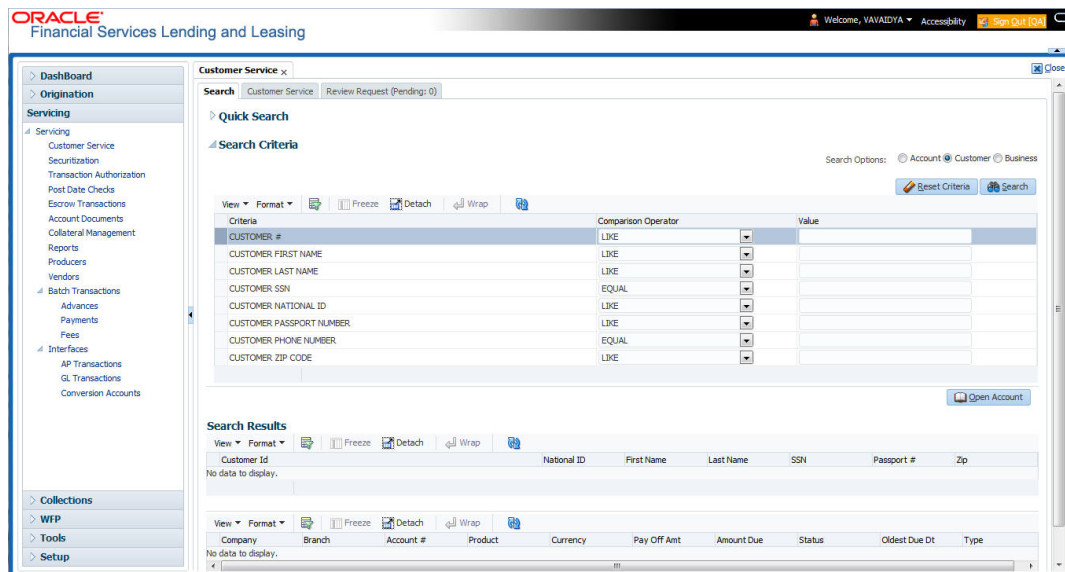 ORACLE
Financial Services Lending and Leasing
Welcome, VAVAIDYA Accessibility Sign Out [QA]
Close
DashBoard
Origination
Servicing
Servicing
Customer Service
Securitization
Transaction Authorization
Post Date Checks
Escrow Transactions
Account Documents
Collateral Management
Reports
Producers
Vendors
Batch Transactions
Advances
Payments
Fees
Interfaces
AP Transactions
GL Transactions
Conversion Accounts
Collections
WFP
Tools
Setup
Customer Service x
Search Customer Service Review Request (Pending: 0)
Quick Search
Search Criteria
Search Options: Account Customer Business
Reset Criteria Search
View Format Freeze Detach Wrap
Criteria Comparison Operator Value
CUSTOMER # LIKE
CUSTOMER FIRST NAME LIKE
CUSTOMER LAST NAME LIKE
CUSTOMER SSN EQUAL
CUSTOMER NATIONAL ID LIKE
CUSTOMER PASSPORT NUMBER LIKE
CUSTOMER PHONE NUMBER EQUAL
CUSTOMER ZIP CODE LIKE
Open Account
Search Results
View Format Freeze Detach Wrap
Customer Id National ID First Name Last Name SSN Passport # Zip
No data to display.
View Format Freeze Detach Wrap
Company Branch Account # Product Currency Pay Off Amt Amount Due Status Oldest Due Dt Type
No data to display.